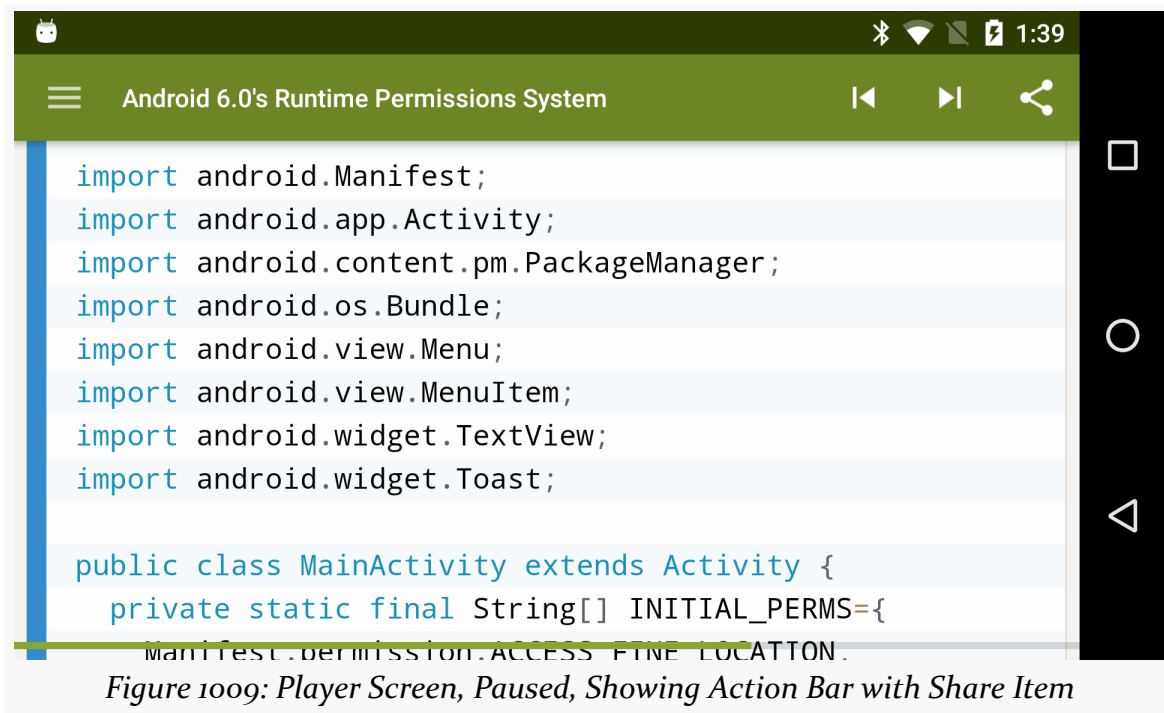 1:39
Android 6.0's Runtime Permissions System
import android.Manifest;
import android.app.Activity;
import android.content.pm.PackageManager;
import android.os.Bundle;
import android.view.Menu;
import android.view.MenuItem;
import android.widget.TextView;
import android.widget.Toast;
public class MainActivity extends Activity {
private static final String[] INITIAL_PERMS={
Manifest.permission.ACCESS_FINE_LOCATION,
Figure 1009: Player Screen, Paused, Showing Action Bar with Share Item